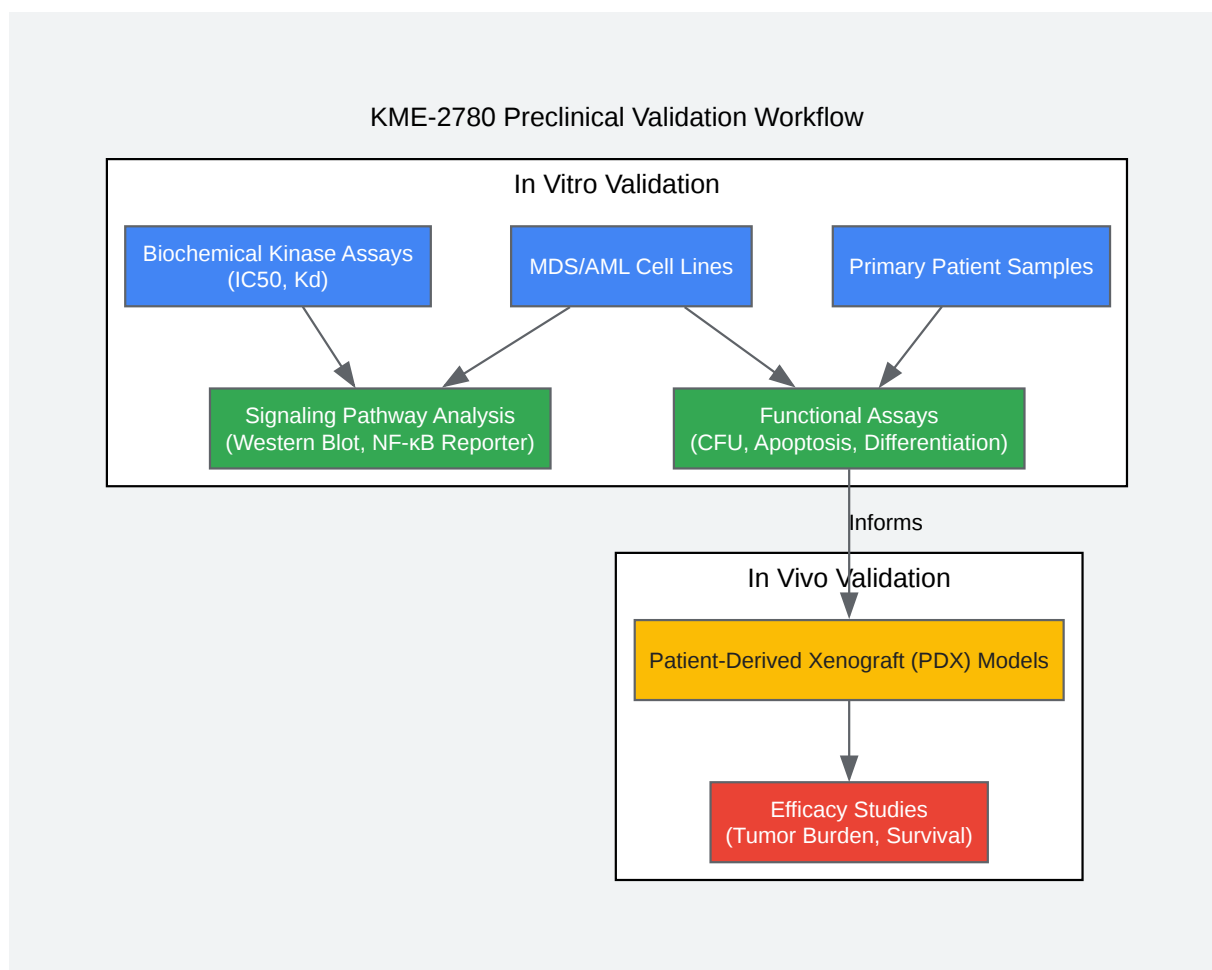 KME-2780 Preclinical Validation Workflow
In Vitro Validation
Biochemical Kinase Assays
(IC50, Kd)
MDS/AML Cell Lines
Primary Patient Samples
Signaling Pathway Analysis
(Western Blot, NF-κB Reporter)
Functional Assays
(CFU, Apoptosis, Differentiation)
Informs
In Vivo Validation
Patient-Derived Xenograft (PDX) Models
Efficacy Studies
(Tumor Burden, Survival)